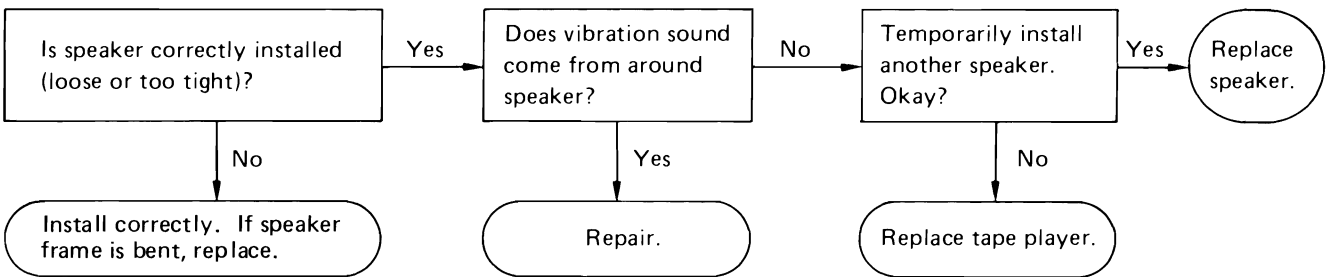 Is speaker correctly installed
(loose or too tight)?
Yes
Does vibration sound
come from around
speaker?
No
Temporarily install
another speaker.
Okay?
Yes
Replace
speaker.
No
Yes
No
Install correctly. If speaker
frame is bent, replace.
Repair.
Replace tape player.